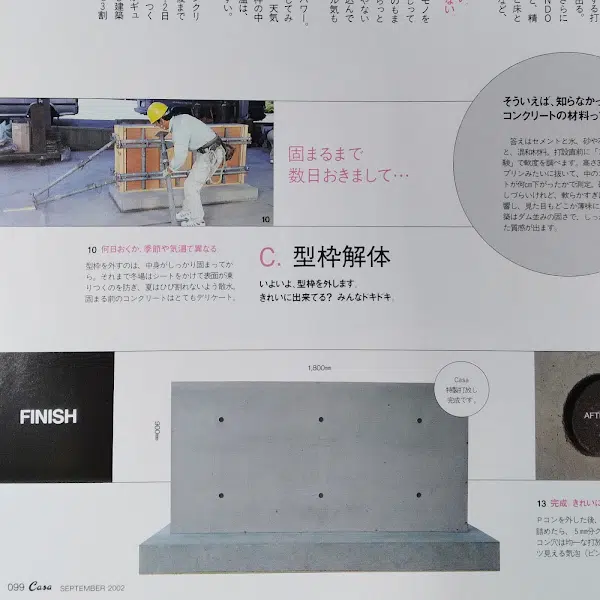 固まるまで
数日おきまして…
10
10 何日おくか、季節や気温で異なる
型枠を外すのは、中身がしっかり固まってか
ら。それまで冬場はシートをかけて表面が凍
りつくのを防ぎ、夏はひび割れないよう散水。
固まる前のコンクリートはとてもデリケート。
C. 型枠解体
いよいよ、型枠を外します。
きれいに出来てる? みんなドキドキ。
そういえば、知らなかっ
コンクリートの材料っ
答えはセメントと水、砂や
と、混和材料。打設直前に「
験」で軟度を調べます。高さ3
プリンみたいに抜いて、中のコ
トが何㎝下がったかで測定。
しづらいけれど、軟らかすぎ
響し、見た目もどこか薄味に
築はダム並みの固さで、しっ
た質感が出ます。
FINISH
1,800㎜
900㎜
Casa
特製打放し
完成です。
AFT
13 完成。きれいに
Pコンを外した後、
詰めたら、5㎜分
コン穴は均一な打放
ツ見える気泡(ピン
099 Casa SEPTEMBER 2002